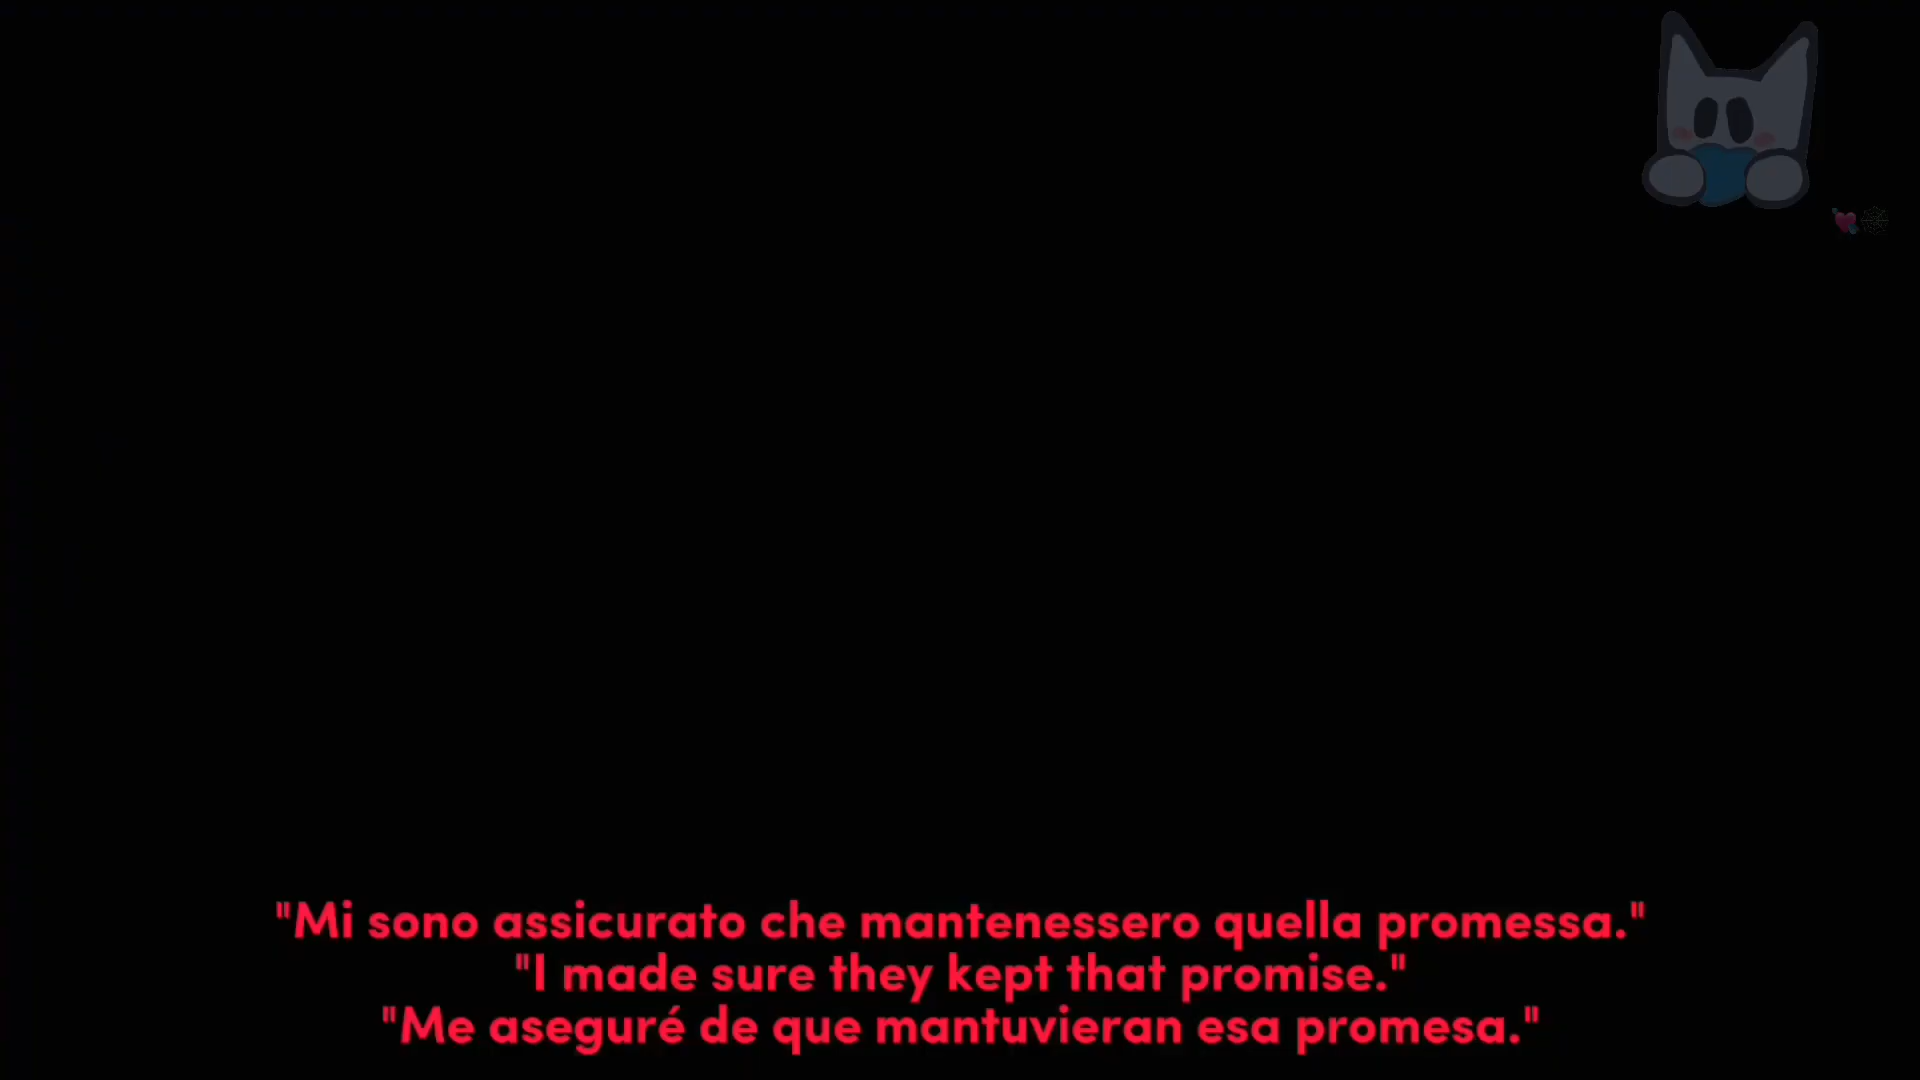 "Mi sono assicurato che mantenessero quella promessa."
"I made sure they kept that promise."
"Me aseguré de que mantuvieran esa promesa."